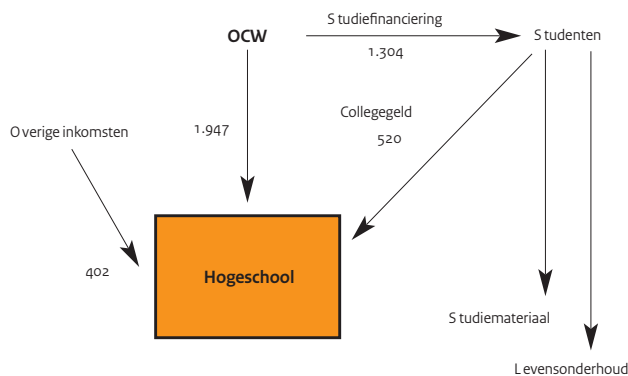 Studiefinanciering
OCW
Studenten
1.304
Collegegeld
1.947
520
Overige inkomsten
402
Hogeschool
Studiemateriaal
Levensonderhoud